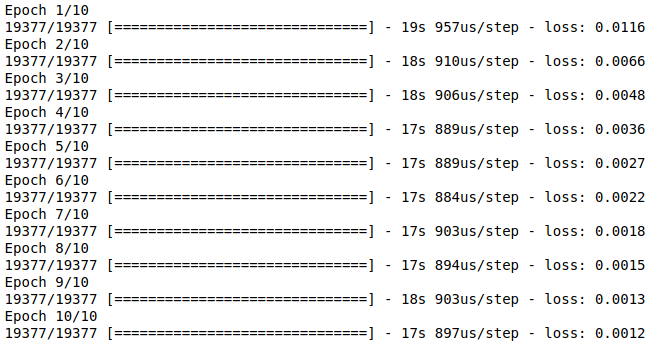 Epoch 1/10
19377/19377 [==============================] - 19s 957us/step - loss: 0.0116
Epoch 2/10
19377/19377 [==============================] - 18s 910us/step - loss: 0.0066
Epoch 3/10
19377/19377 [==============================] - 18s 906us/step - loss: 0.0048
Epoch 4/10
19377/19377 [==============================] - 17s 889us/step - loss: 0.0036
Epoch 5/10
19377/19377 [==============================] - 17s 889us/step - loss: 0.0027
Epoch 6/10
19377/19377 [==============================] - 17s 884us/step - loss: 0.0022
Epoch 7/10
19377/19377 [==============================] - 17s 903us/step - loss: 0.0018
Epoch 8/10
19377/19377 [==============================] - 17s 894us/step - loss: 0.0015
Epoch 9/10
19377/19377 [==============================] - 18s 903us/step - loss: 0.0013
Epoch 10/10
19377/19377 [==============================] - 17s 897us/step - loss: 0.0012